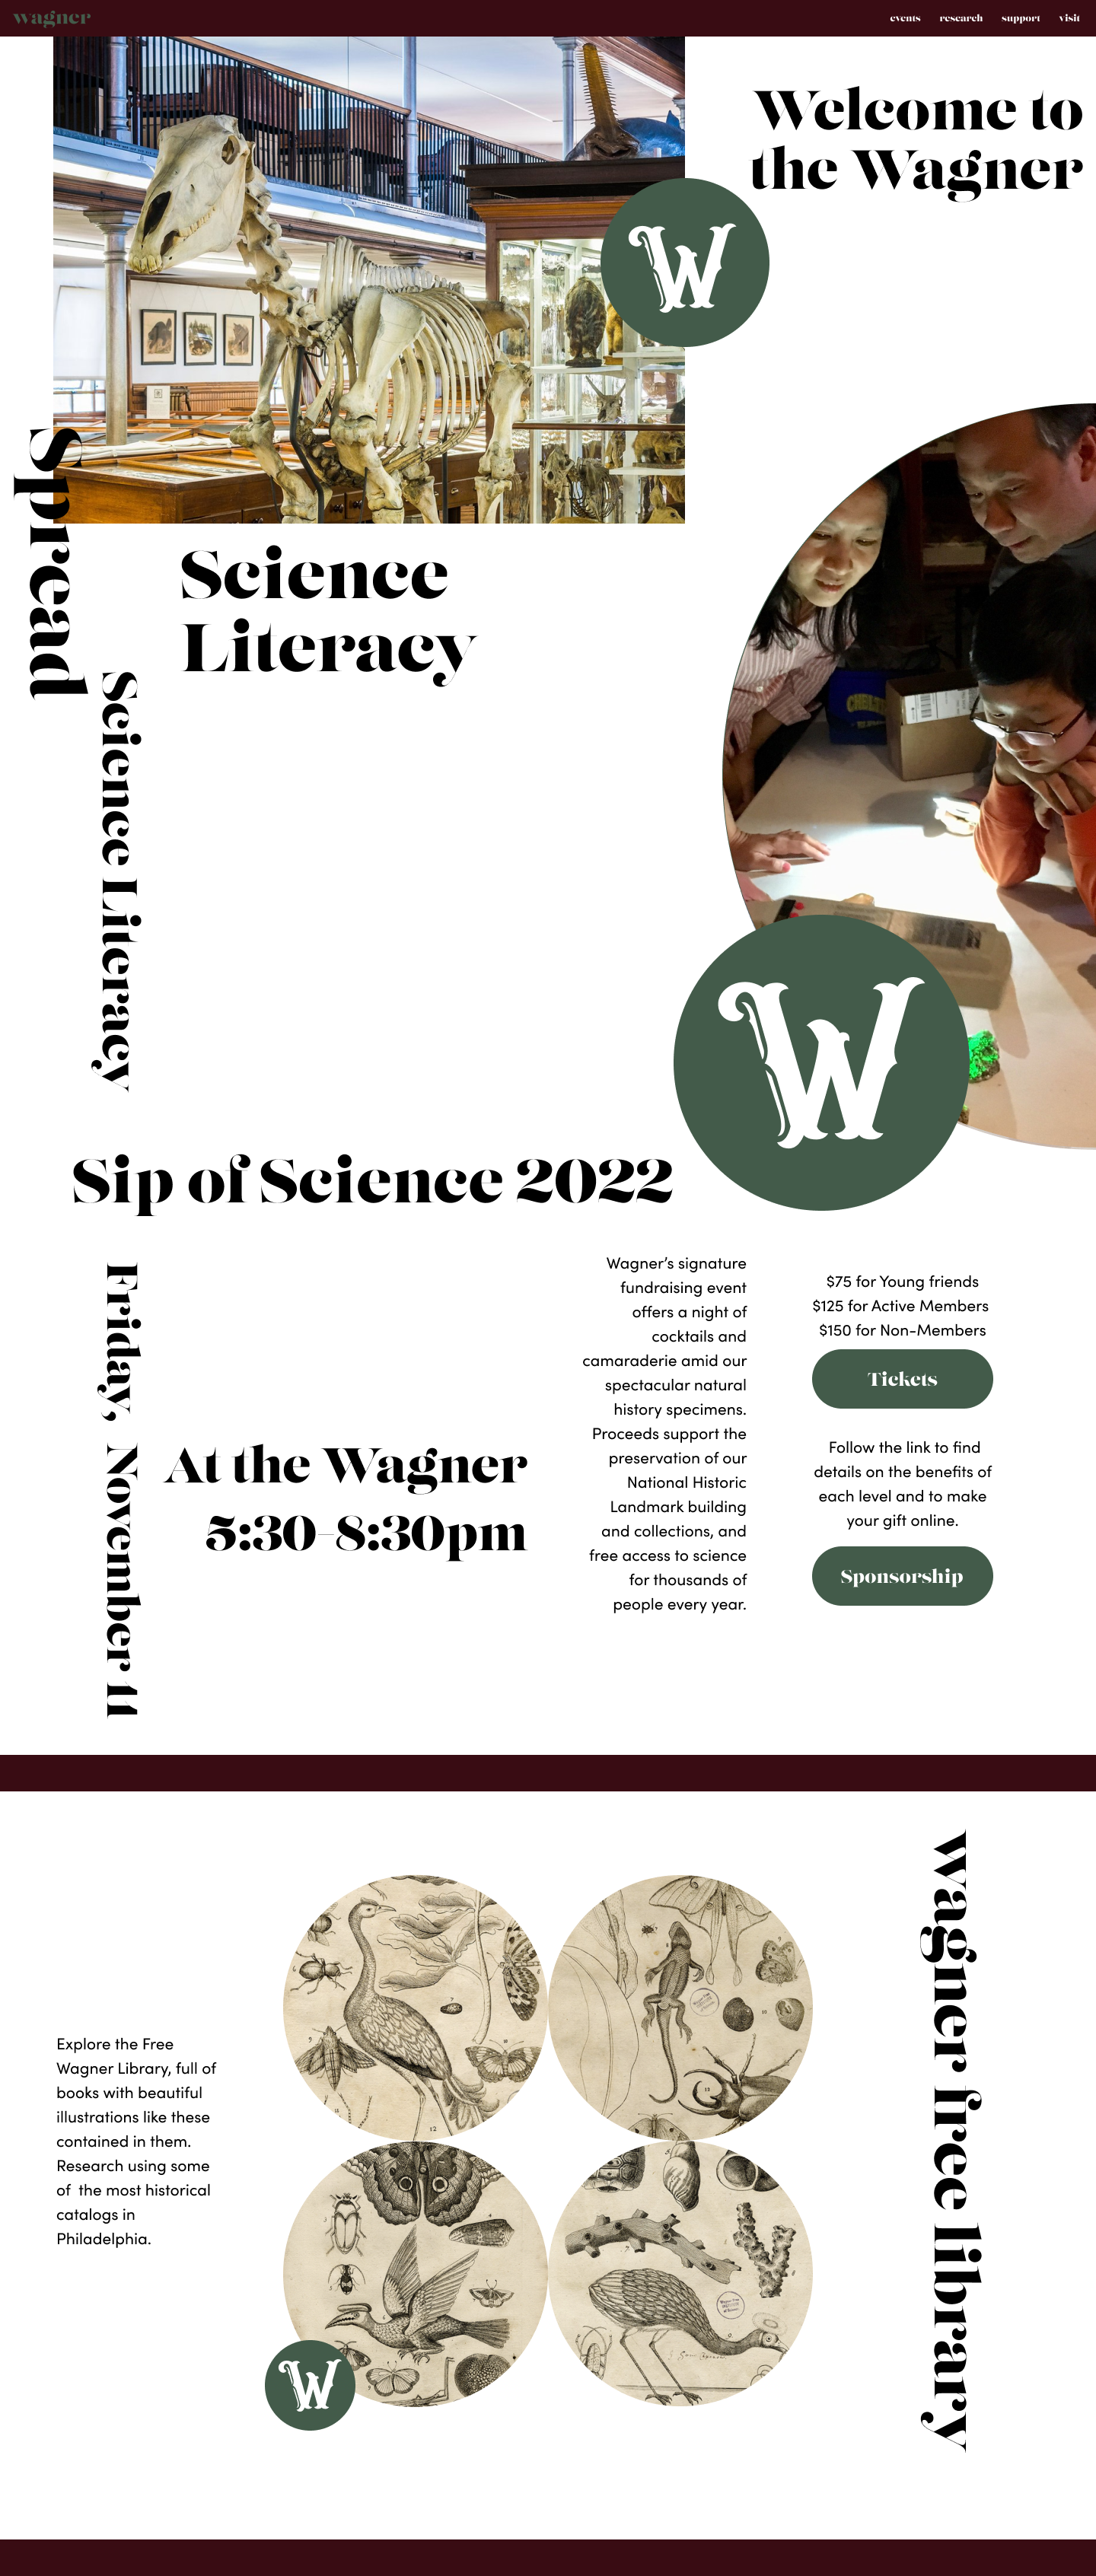 wagner
events research support visit
Welcome to
the Wagner
W
Spread
Science
Literacy
Science Literacy
W
Sip of Science 2022
Friday, November 11
At the Wagner
5:30-8:30pm
Wagner’s signature
fundraising event
offers a night of
cocktails and
camaraderie amid our
spectacular natural
history specimens.
Proceeds support the
preservation of our
National Historic
Landmark building
and collections, and
free access to science
for thousands of
people every year.
$75 for Young friends
$125 for Active Members
$150 for Non-Members
Tickets
Follow the link to find
details on the benefits of
each level and to make
your gift online.
Sponsorship
wagner free library
Explore the Free
Wagner Library, full of
books with beautiful
illustrations like these
contained in them.
Research using some
of  the most historical
catalogs in
Philadelphia.
12
W